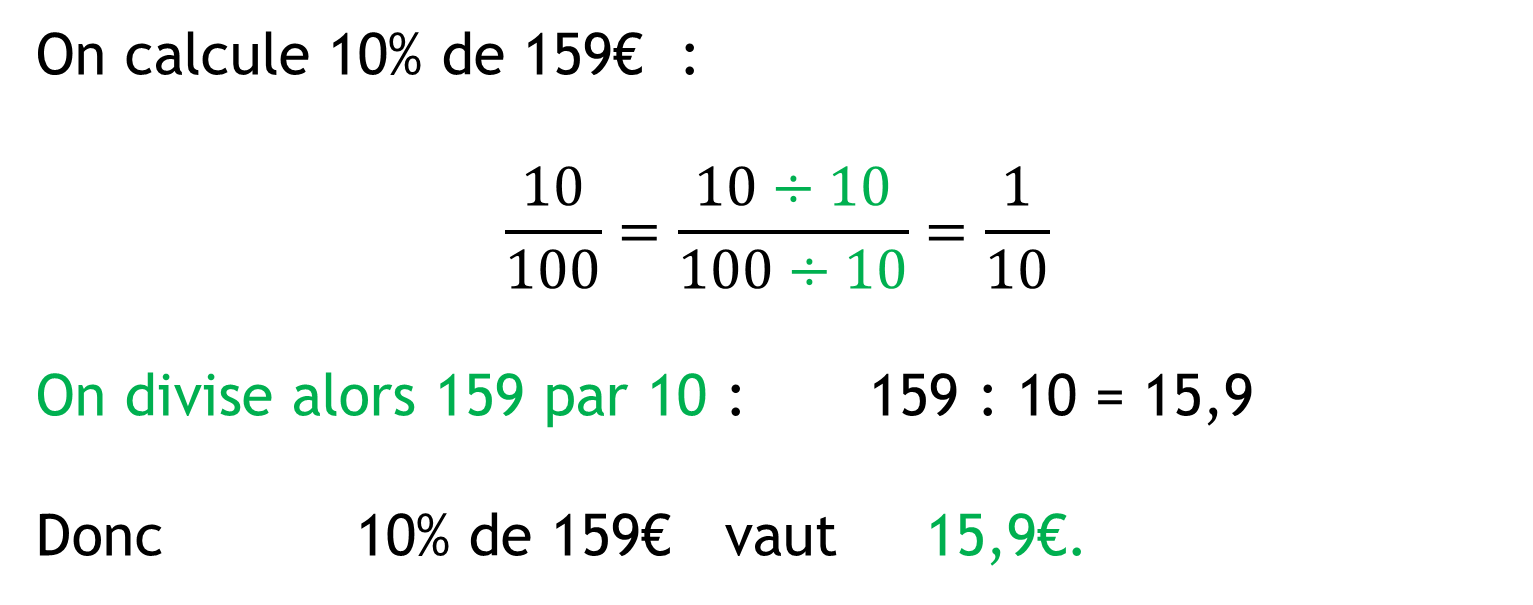 On calcule 10% de 159€ :
10/100 = 10 ÷ 10/100 ÷ 10 = 1/10
On divise alors 159 par 10 : 159 : 10 = 15,9
Donc 10% de 159€ vaut 15,9€.